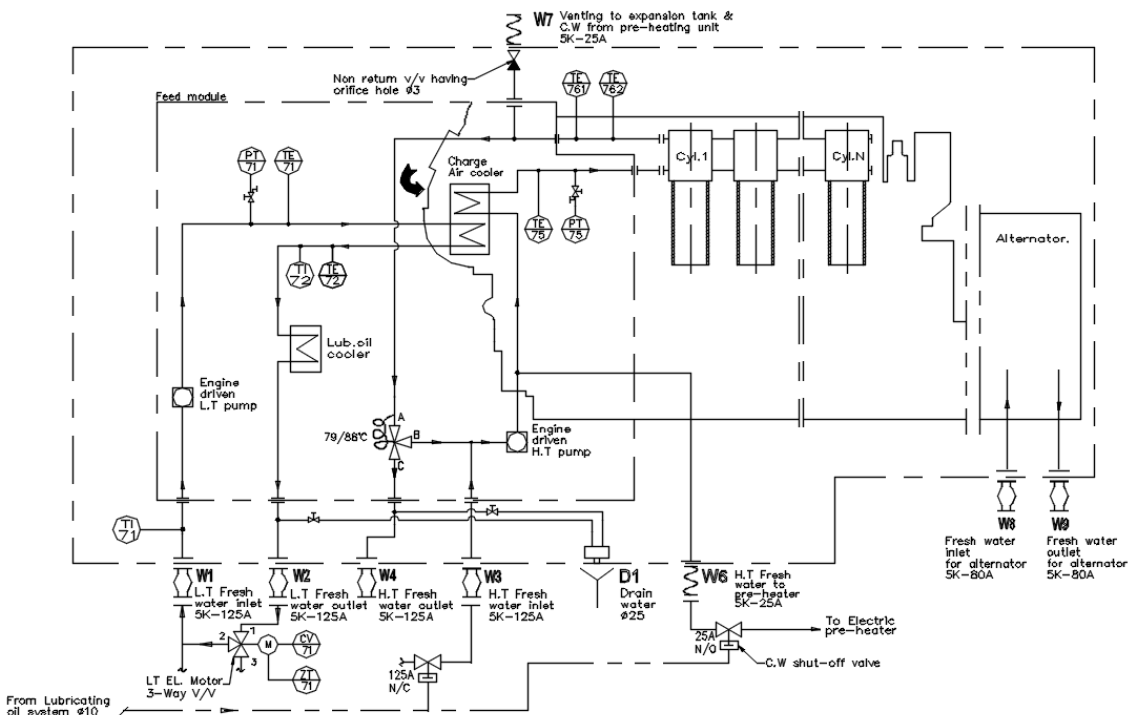 W7 Venting to expansion tank &
C.W from pre-heating unit
5K-25A
Non return v/v having
orifice hole ø3
TE
761
TE
762
Feed module
PT
71
TE
71
Charge
Air cooler
Cyl.1
Cyl.N
TE
75
PT
75
Alternator.
TI
72
TE
72
Lub.oil
cooler
Engine
driven
L.T pump
79/88℃
A
B
C
Engine
driven
H.T pump
TI
71
W1
L.T Fresh
water inlet
5K-125A
W2
L.T Fresh
water outlet
5K-125A
W4
H.T Fresh
water outlet
5K-125A
W3
H.T Fresh
water inlet
5K-125A
D1
Drain
water
ø25
W6
H.T Fresh
water to
pre-heater
5K-25A
W8
Fresh water
inlet
for alternator
5K-80A
W9
Fresh water
outlet
for alternator
5K-80A
1
2
3
M
CV
71
ZT
71
LT EL. Motor
3-Way V/V
125A
N/C
25A
N/O
To Electric
pre-heater
C.W shut-off valve
From Lubricating
oil system ø10